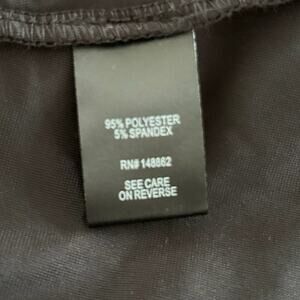 95% POLYESTER
5% SPANDEX
RN# 148862
SEE CARE
ON REVERSE